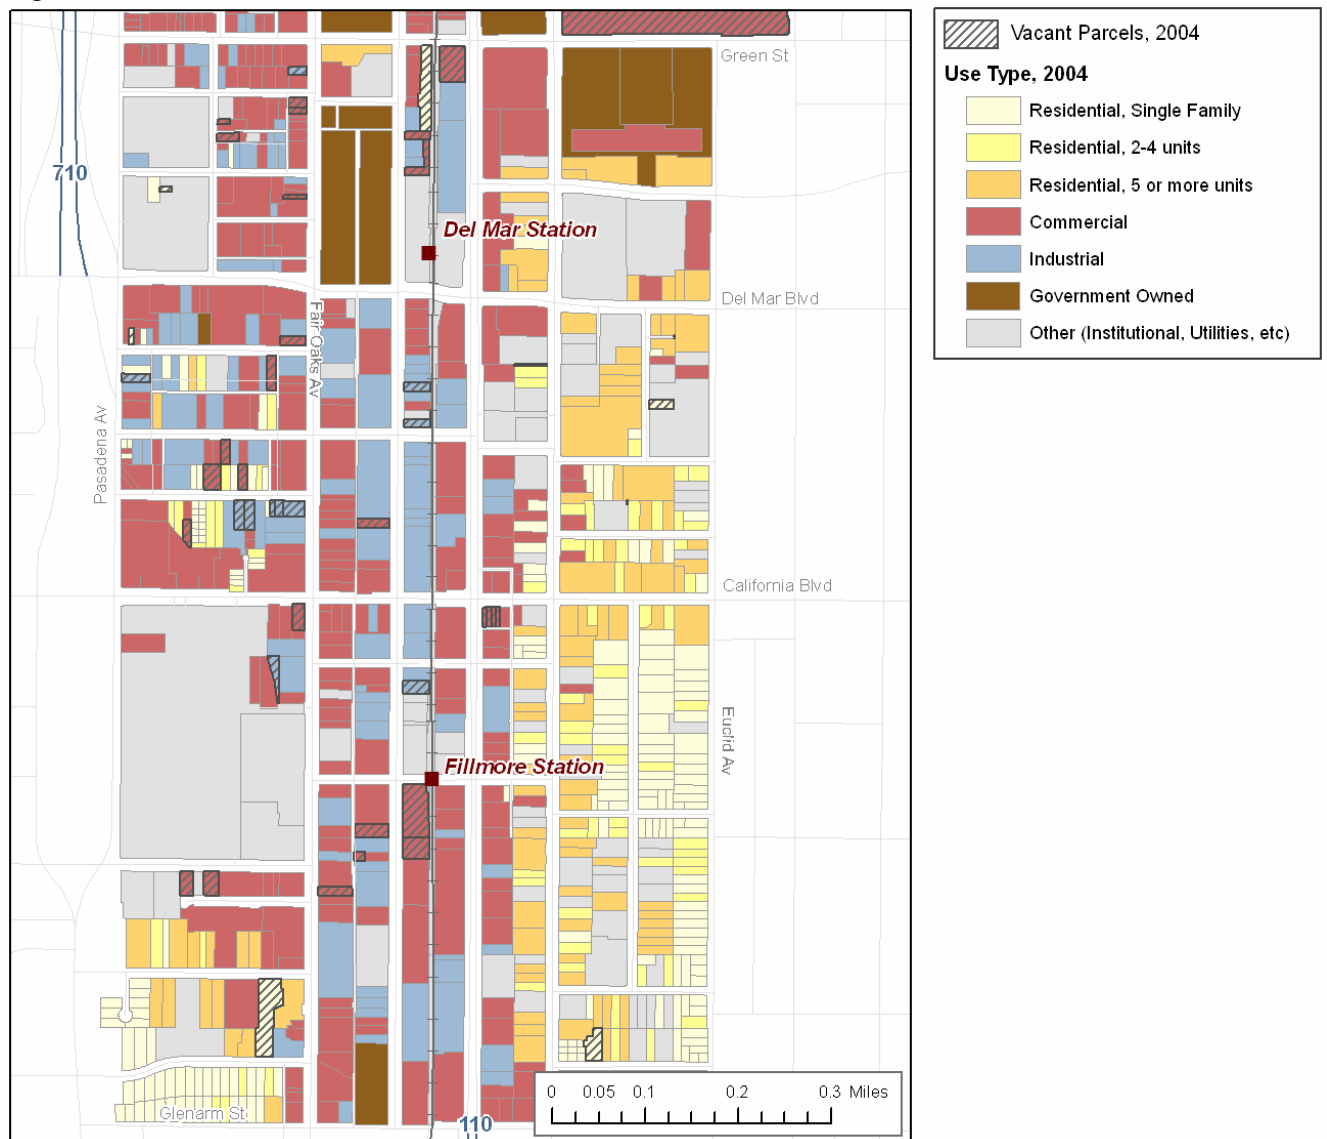 Green St
710
Del Mar Station
Del Mar Blvd
Fair Oaks Av
Pasadena Av
California Blvd
Euclid Av
Fillmore Station
Glenarm St
110
0 0.05 0.1 0.2 0.3 Miles
Vacant Parcels, 2004
Use Type, 2004
Residential, Single Family
Residential, 2-4 units
Residential, 5 or more units
Commercial
Industrial
Government Owned
Other (Institutional, Utilities, etc)